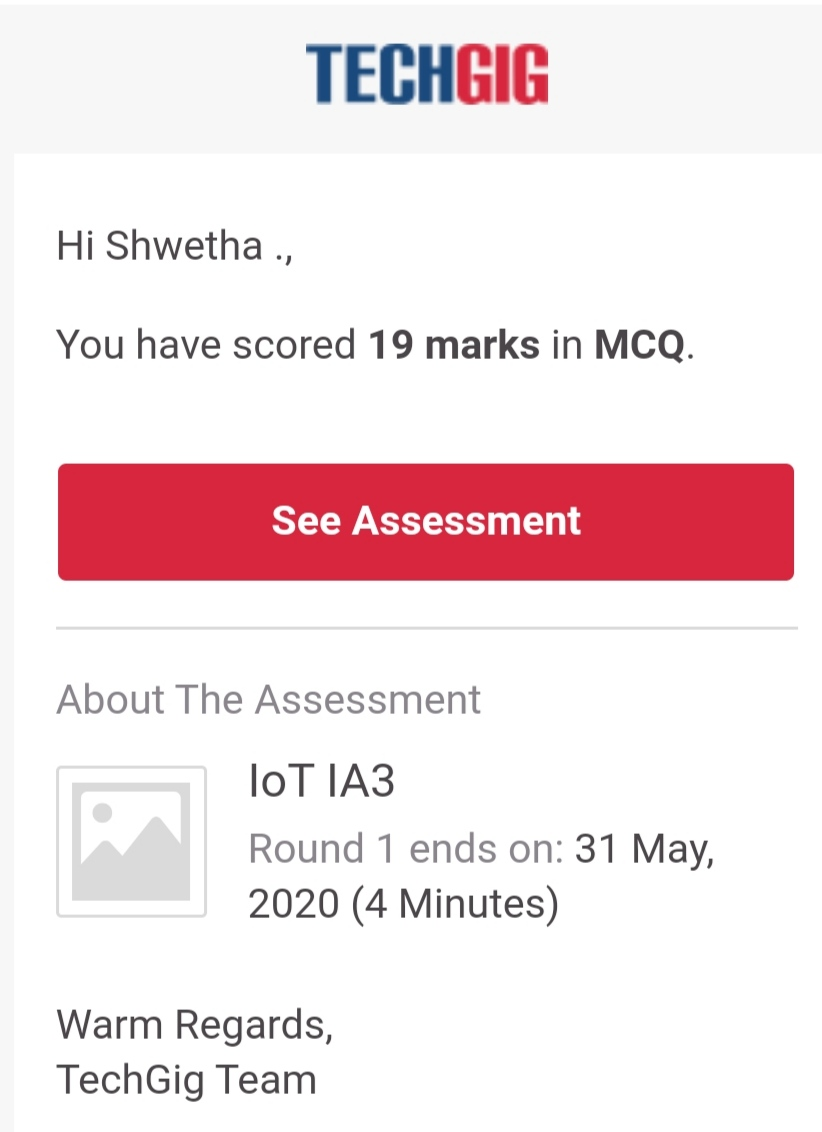 TECHGIG
Hi Shwetha .,
You have scored 19 marks in MCQ.
See Assessment
About The Assessment
IoT IA3
Round 1 ends on: 31 May,
2020 (4 Minutes)
Warm Regards,
TechGig Team